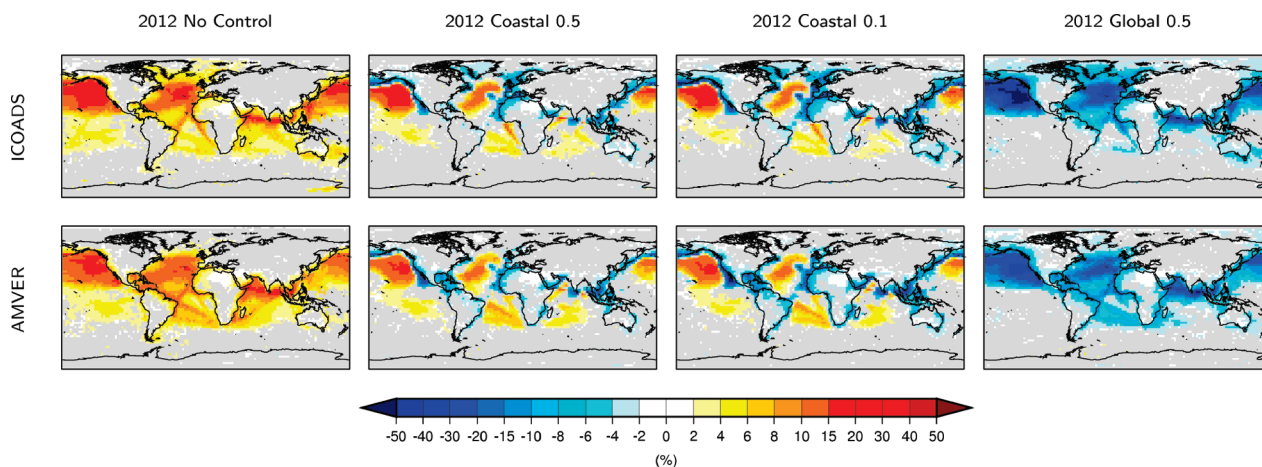 2012 No Control 2012 Coastal 0.5 2012 Coastal 0.1 2012 Global 0.5
ICOADS
AMVER
-50 -40 -30 -20 -15 -10 -8 -6 -4 -2 0 2 4 6 8 10 15 20 30 40 50
(%)